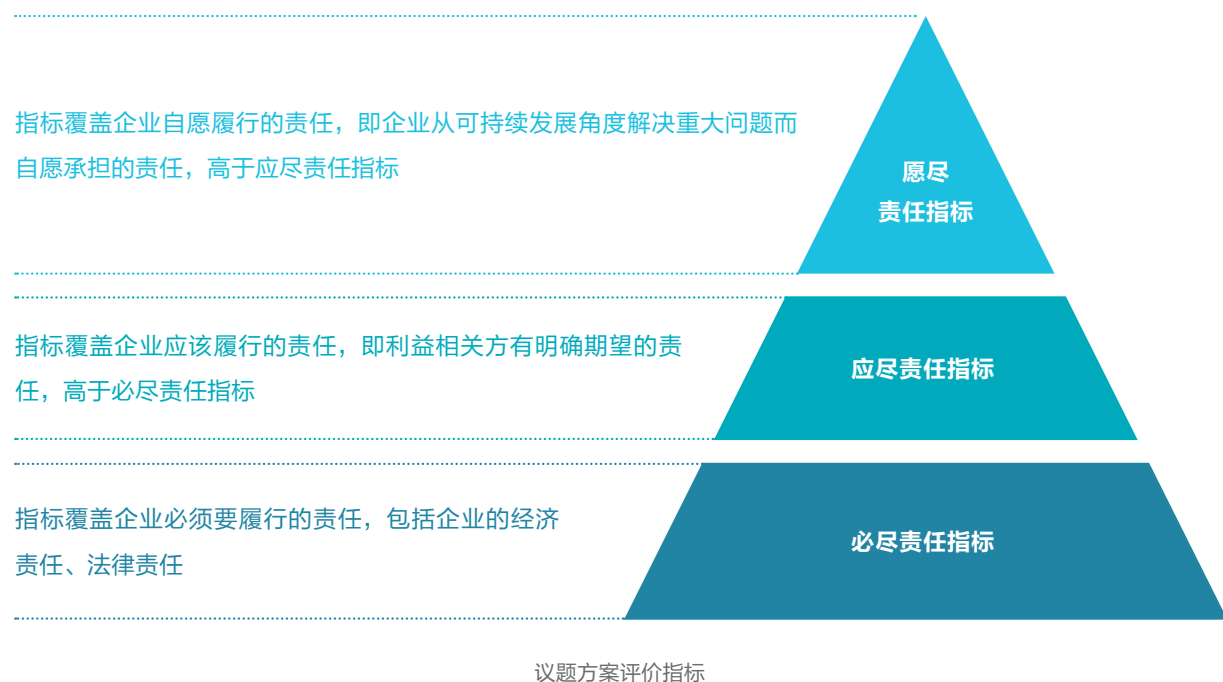 指标覆盖企业自愿履行的责任，即企业从可持续发展角度解决重大问题而
自愿承担的责任，高于应尽责任指标
愿尽
责任指标
指标覆盖企业应该履行的责任，即利益相关方有明确期望的责
任，高于必尽责任指标
应尽责任指标
指标覆盖企业必须要履行的责任，包括企业的经济
责任、法律责任
必尽责任指标
议题方案评价指标